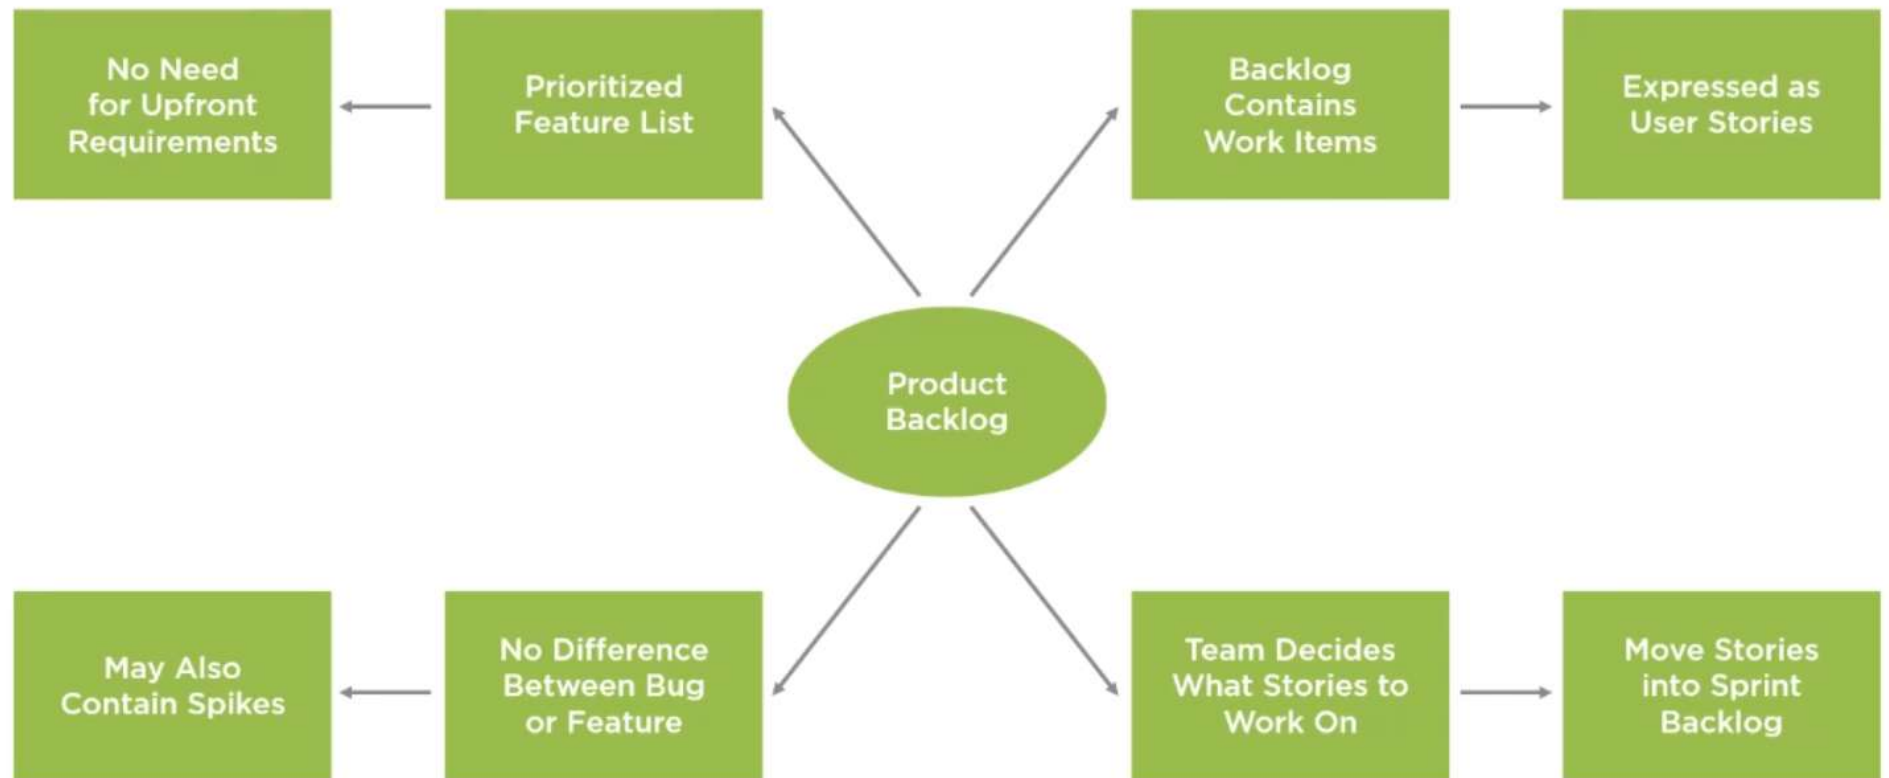 No Need
for Upfront
Requirements
Prioritized
Feature List
Backlog
Contains
Work Items
Expressed as
User Stories
Product
Backlog
May Also
Contain Spikes
No Difference
Between Bug
or Feature
Team Decides
What Stories to
Work On
Move Stories
into Sprint
Backlog